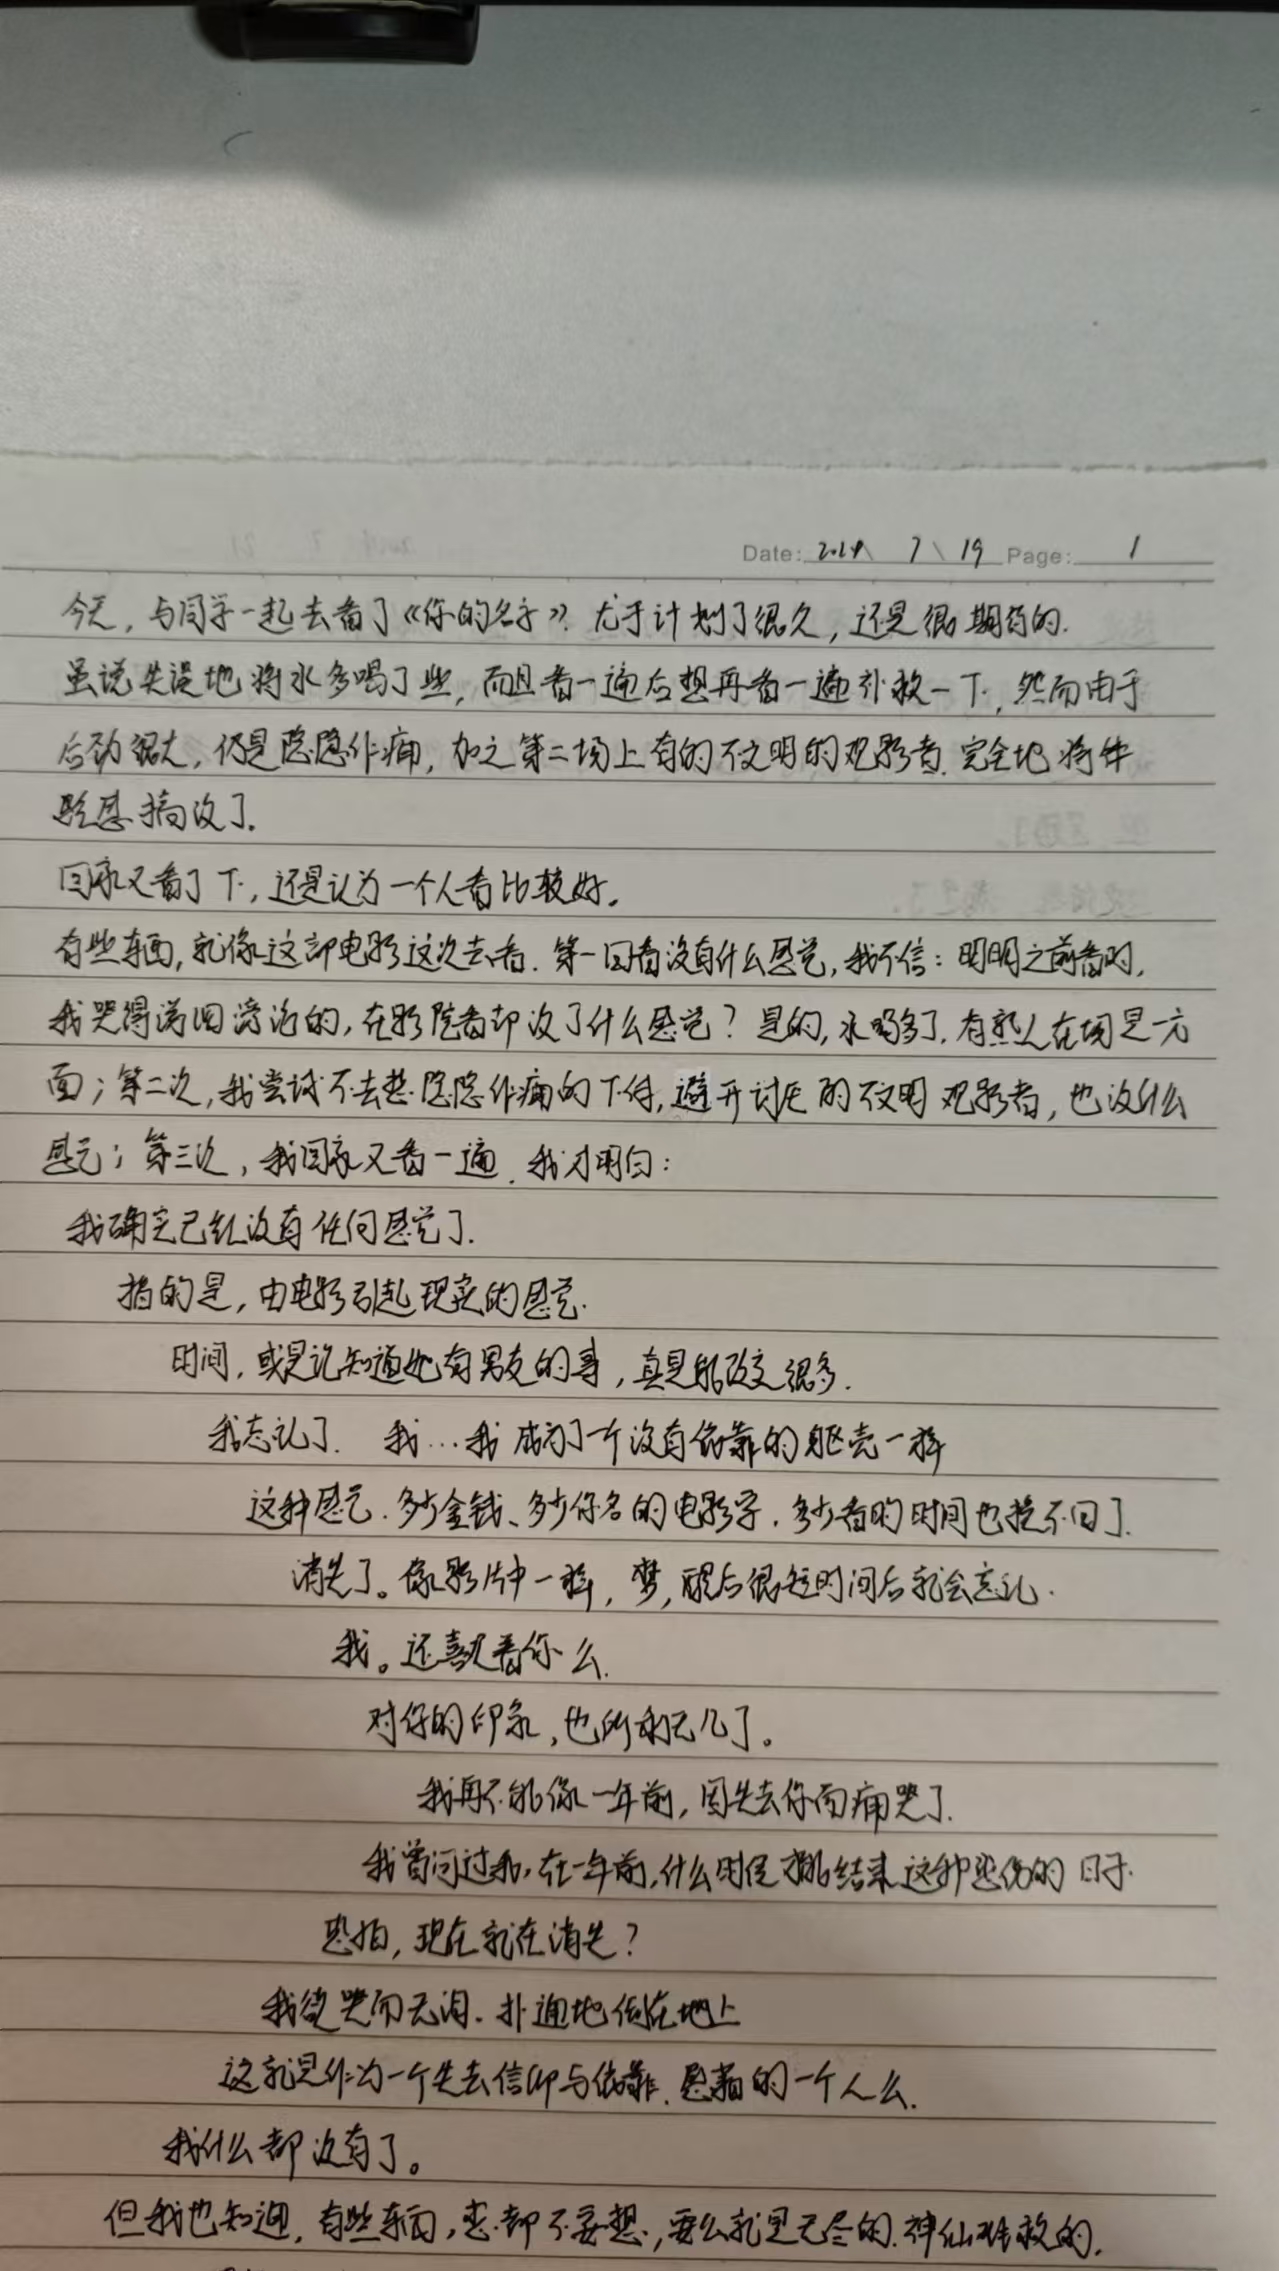 Date: 2024 \ 7 \ 19 Page: 1
今天，与同学一起去看了《你的名字》. 尤于计划了很久，还是很期待的.
虽说失误地将水多喝了些，而且看一遍后想再看一遍补救一下，然而由于
后劲很大，仍是隐隐作痛，加之第二场上有的不文明的观影者. 完全地将
影感搞没了.
回家又看了下，还是认为一个人看比较好.
有些东西，就像这部电影这次去看. 第一回看没有什么感觉，我不信：明明之前看时，
我哭得涕泪滂沱的，在影院看却没了什么感觉？是的，水喝多了. 有熟人在场是一方
面；第二次，我尝试不去想隐隐作痛的下体，避开讨厌的不文明观影者，也没什么
感觉；第三次，我回家又看一遍. 我才明白：
我确定已经没有任何感觉了.
指的是，由电影引起现实的感觉.
时间，或是说知道她有男友的事，真是能改变很多.
我忘记了. 我…我成为了一个没有依靠的躯壳一样
这种感觉. 多少金钱、多少你名的电影字. 多少看的时间也换不回了.
消失了。像影片中一样，梦，醒后很短时间后就会忘记.
我。还喜欢着你么.
对你的印象，也所剩无几了。
我再不能像一年前，因失去你而痛哭了.
我曾问过我，在一年前，什么时候才能结束这种悲伤的日子.
恐怕，现在就在消失？
我欲哭而无泪. 扑通地倒在地上
这就是作为一个失去信仰与依靠. 的一个人么.
我什么都没有了。
但我也知道，有些东西，想都不要想，要么就是无尽的. 神仙难救的.